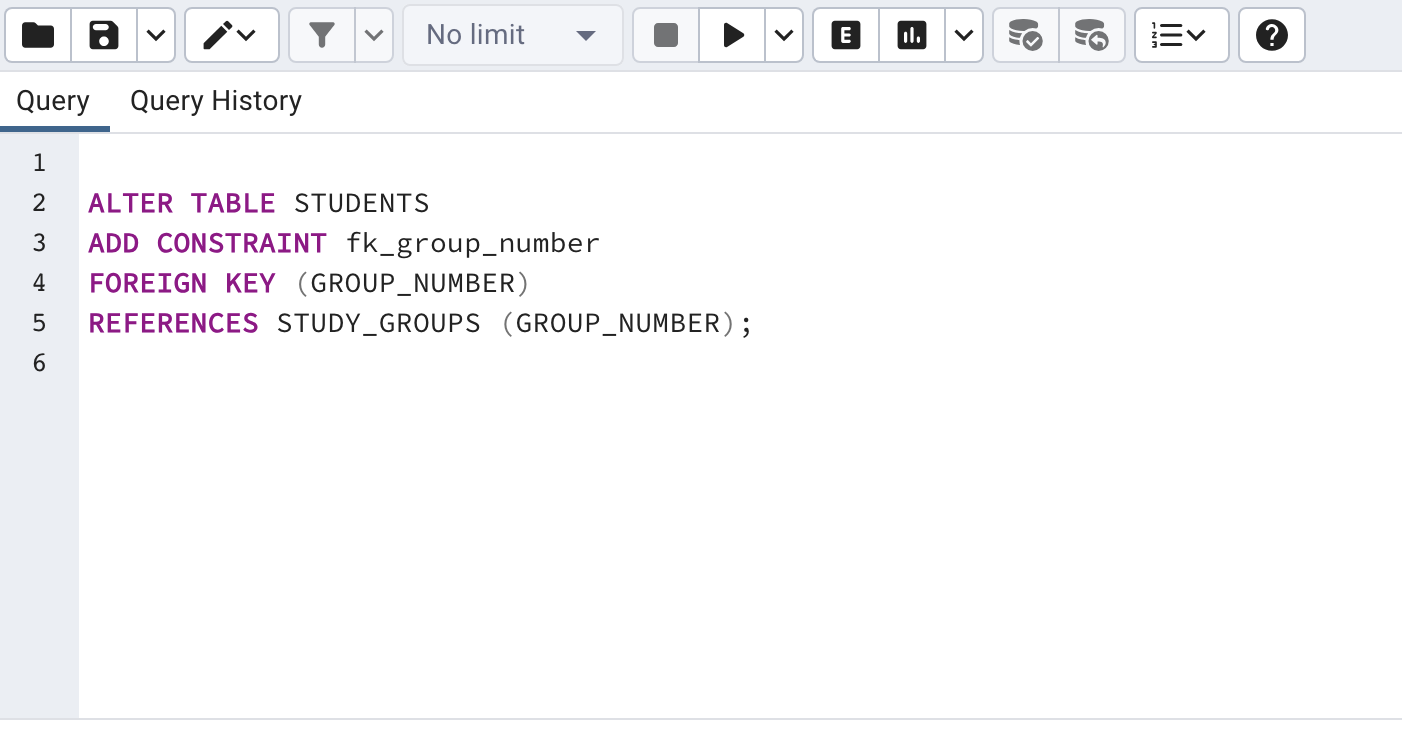 No limit
E
Query Query History
1
2 ALTER TABLE STUDENTS
3 ADD CONSTRAINT fk_group_number
4 FOREIGN KEY (GROUP_NUMBER)
5 REFERENCES STUDY_GROUPS (GROUP_NUMBER);
6